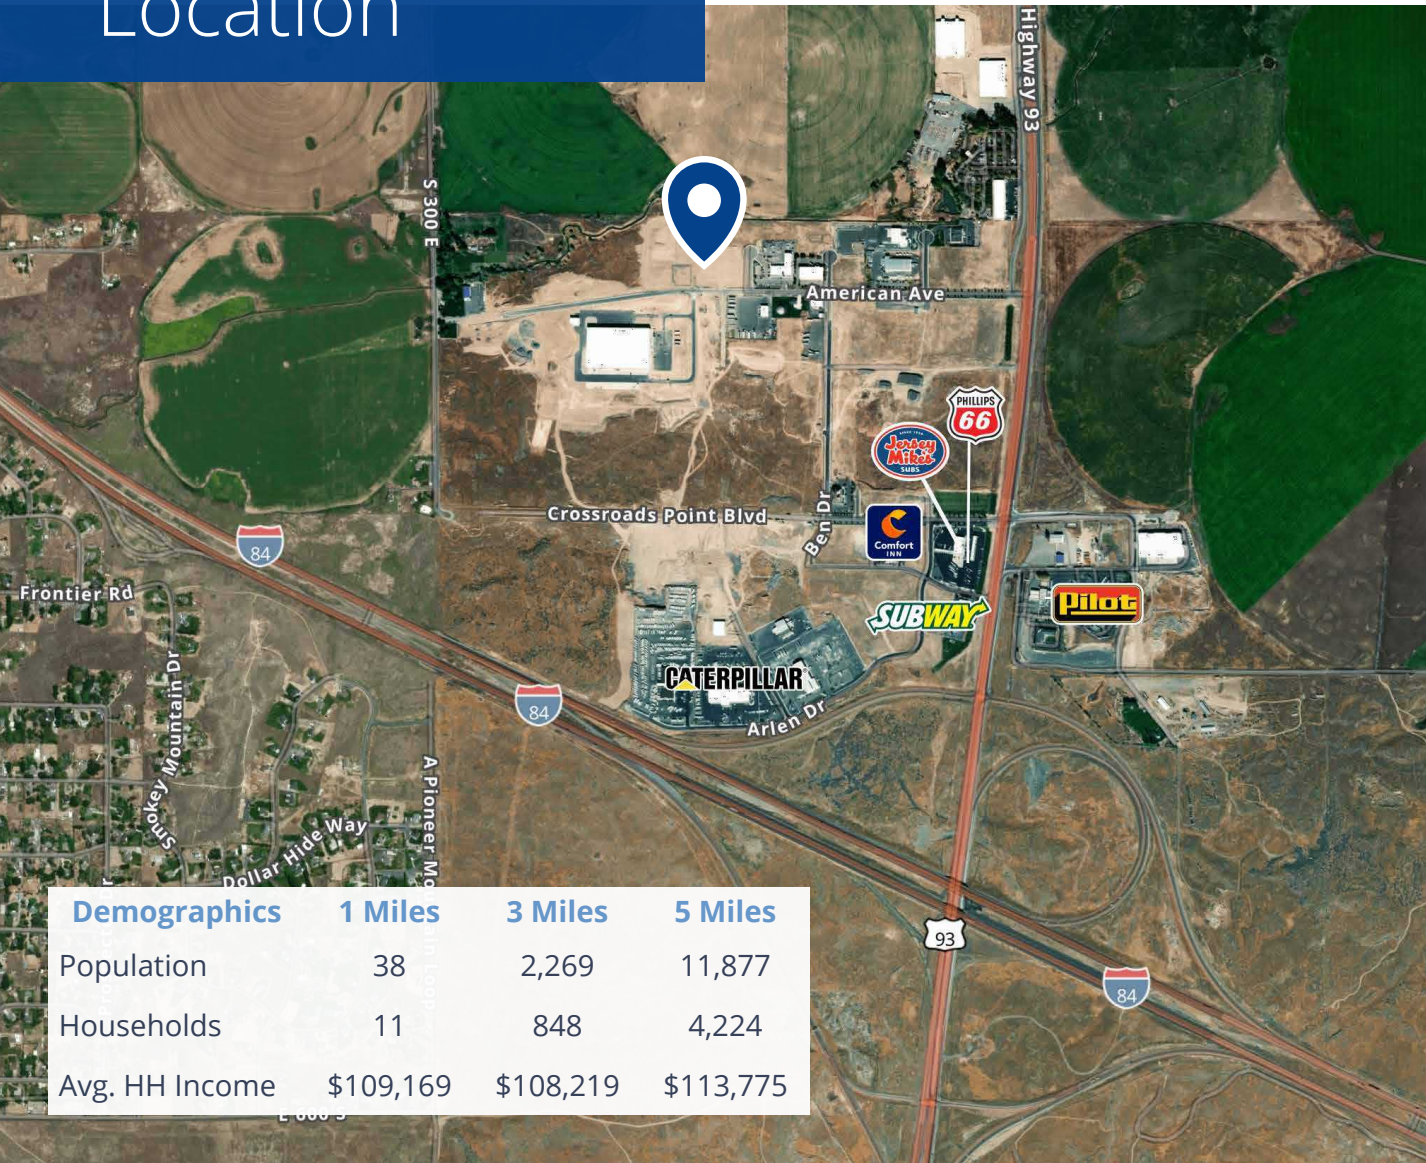 Location
Highway 93
S 300 E
American Ave
PHILLIPS
66
Jersey
Mike's
SUBS
Crossroads Point Blvd
Ben Dr
Comfort
INN
84
Frontier Rd
SUBWAY
Pilot
Smokey Mountain Dr
CATERPILLAR
84
Arlen Dr
A Pioneer Mo
Dollar Hide Way
Demographics 1 Miles 3 Miles 5 Miles
Population 38 2,269 11,877
Households 11 848 4,224
Avg. HH Income $109,169 $108,219 $113,775
93
84
E 600 S